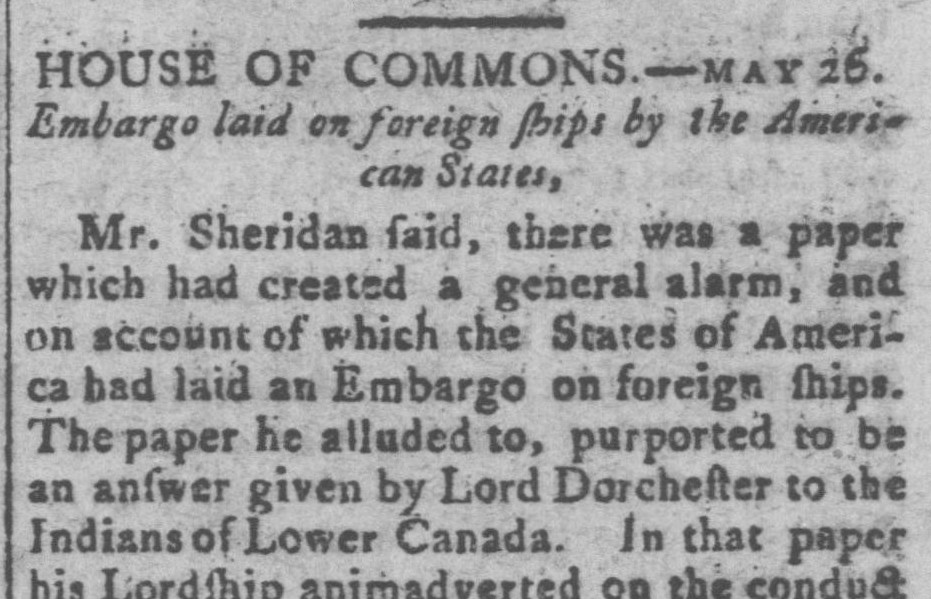 HOUSE OF COMMONS.—MAY 26.
Embargo laid on foreign ſhips by the Ameri-
can States,
Mr. Sheridan ſaid, there was a paper
which had created a general alarm, and
on account of which the States of Ameri-
ca had laid an Embargo on foreign ſhips.
The paper he alluded to, purported to be
an anſwer given by Lord Dorcheſter to the
Indians of Lower Canada. In that paper
his Lordſhip animadverted on the conduct